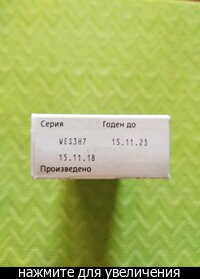 Серия Годен до
WES3H7 15.11.23
15.11.18
Произведено
нажмите для увеличения